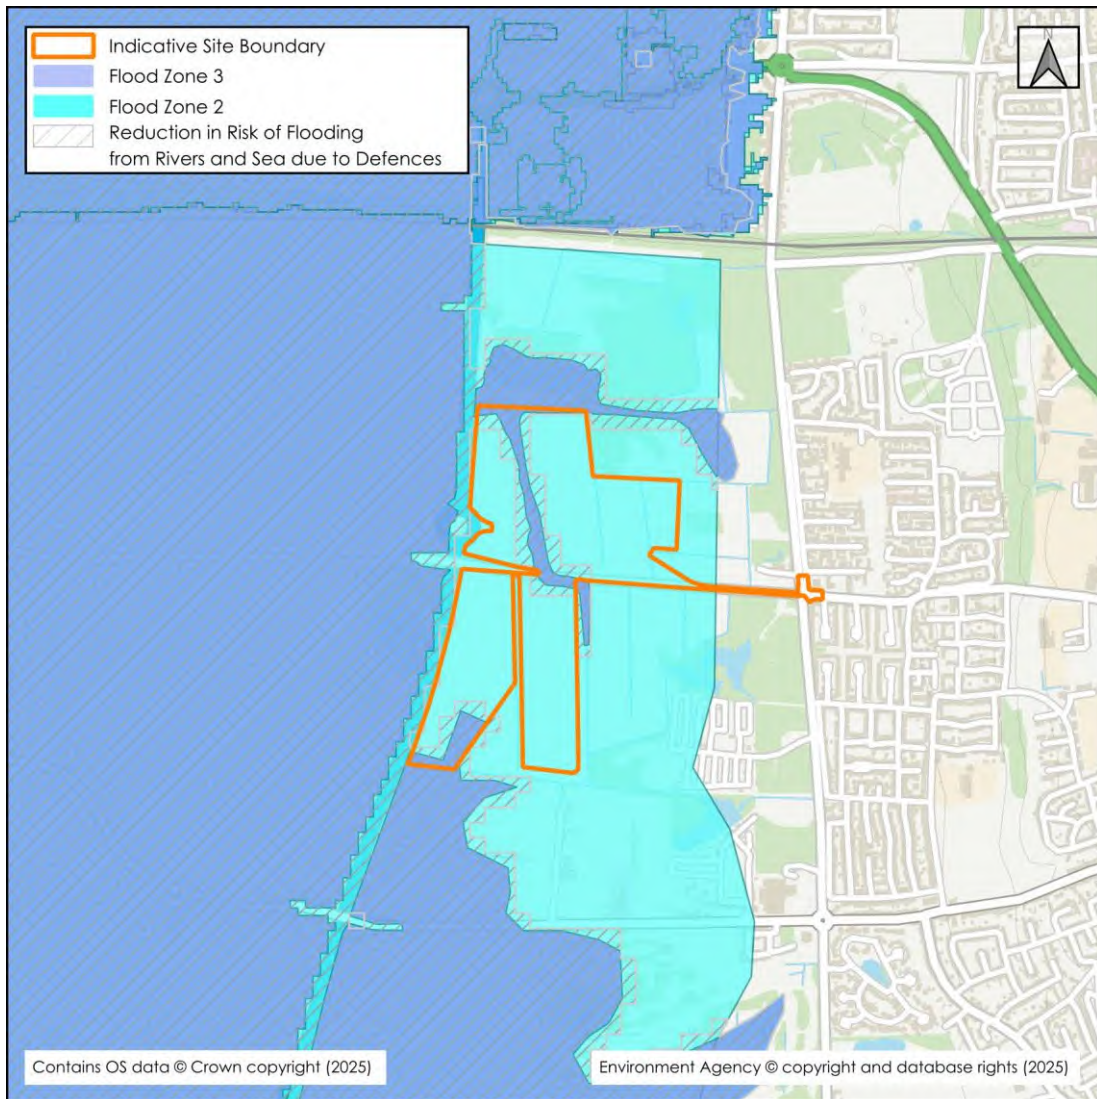 Indicative Site Boundary
Flood Zone 3
Flood Zone 2
Reduction in Risk of Flooding
from Rivers and Sea due to Defences
N
Contains OS data © Crown copyright (2025)
Environment Agency © copyright and database rights (2025)